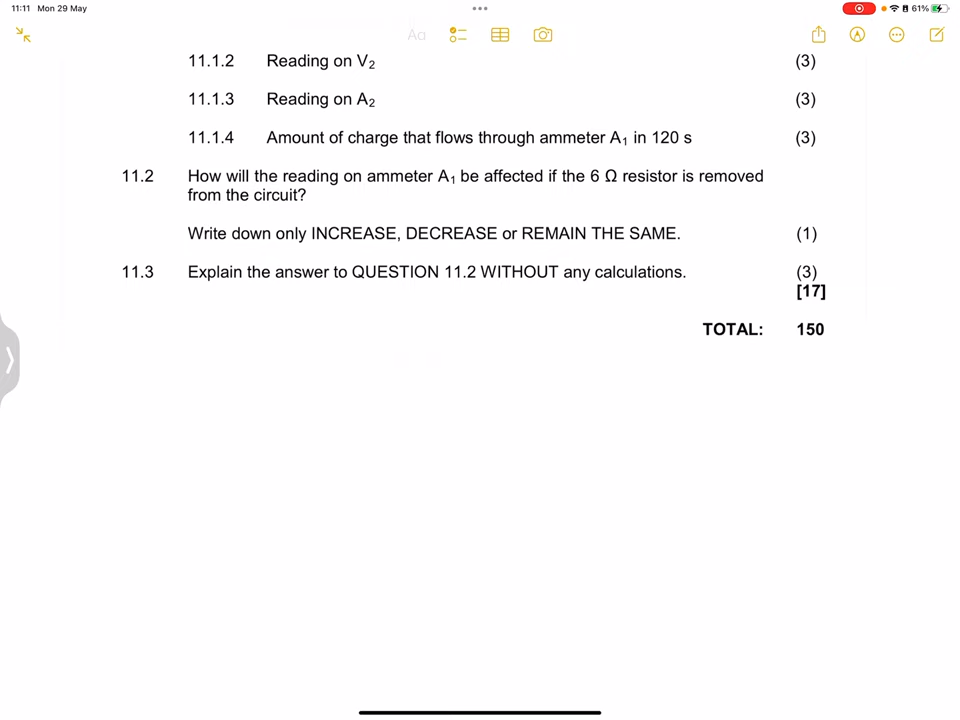 11:11 Mon 29 May
61%
Aa
11.1.2 Reading on V₂ (3)
11.1.3 Reading on A₂ (3)
11.1.4 Amount of charge that flows through ammeter A₁ in 120 s (3)
11.2 How will the reading on ammeter A₁ be affected if the 6 Ω resistor is removed
from the circuit?
Write down only INCREASE, DECREASE or REMAIN THE SAME. (1)
11.3 Explain the answer to QUESTION 11.2 WITHOUT any calculations. (3)
[17]
TOTAL: 150